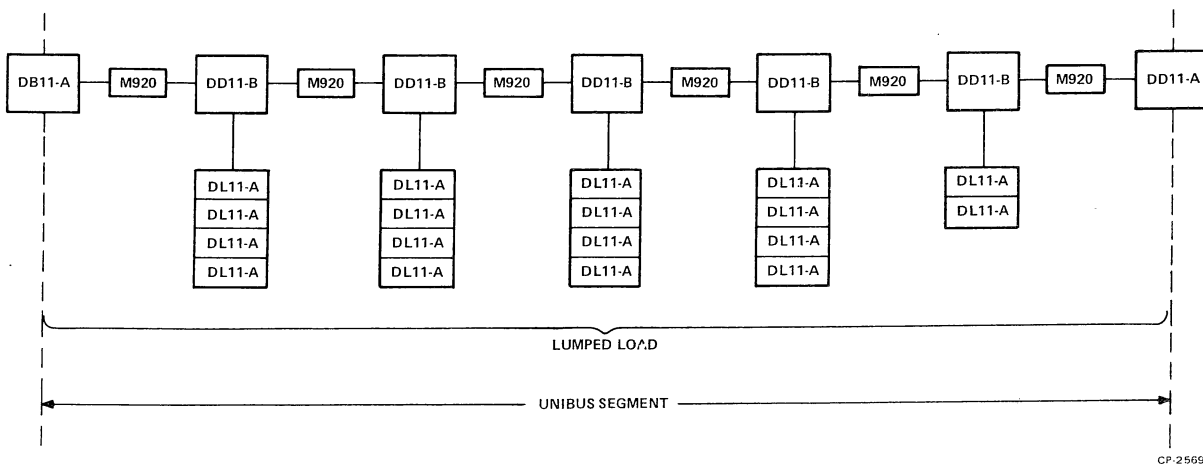 DB11-A M920 DD11-B M920 DD11-B M920 DD11-B M920 DD11-B M920 DD11-B M920 DD11-A
DL11-A DL11-A DL11-A DL11-A DL11-A
DL11-A DL11-A DL11-A DL11-A DL11-A
DL11-A DL11-A DL11-A DL11-A
DL11-A DL11-A DL11-A DL11-A
LUMPED LOAD
UNIBUS SEGMENT
CP-2569